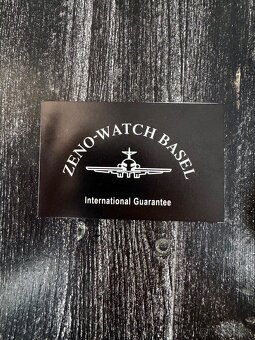 ZENO-WATCH BASEL
International Guarantee